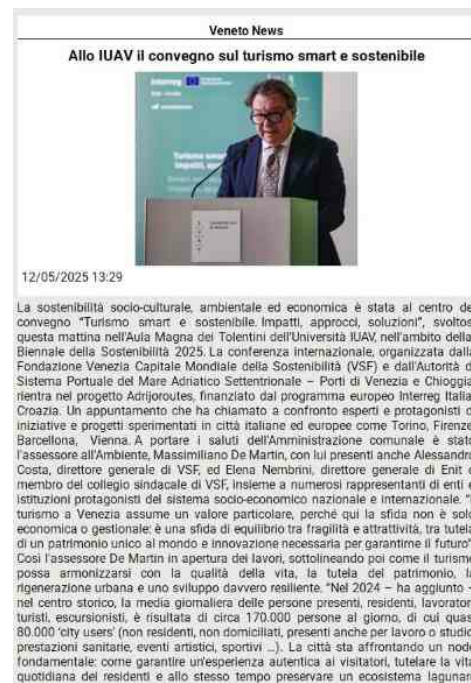 Veneto News
Allo IUAV il convegno sul turismo smart e sostenibile
Interreg
Turismo smar
impatti, app
12/05/2025 13:29
La sostenibilità socio-culturale, ambientale ed economica è stata al centro de
convegno "Turismo smart e sostenibile. Impatti, approcci, soluzioni", svoltos
questa mattina nell'Aula Magna dei Tolentini dell'Università IUAV, nell'ambito della
Biennale della Sostenibilità 2025. La conferenza internazionale, organizzata dalla
Fondazione Venezia Capitale Mondiale della Sostenibilità (VSF) e dall'Autorità d
Sistema Portuale del Mare Adriatico Settentrionale – Porti di Venezia e Chioggia
rientra nel progetto Adrijoroutes, finanziato dal programma europeo Interreg Italia
Croazia. Un appuntamento che ha chiamato a confronto esperti e protagonisti d
iniziative e progetti sperimentati in città italiane ed europee come Torino, Firenze
Barcellona, Vienna. A portare i saluti dell'Amministrazione comunale è stato
l'assessore all'Ambiente, Massimiliano De Martin, con lui presenti anche Alessandro
Costa, direttore generale di VSF, ed Elena Nembrini, direttore generale di Enit e
membro del collegio sindacale di VSF, insieme a numerosi rappresentanti di enti e
istituzioni protagonisti del sistema socio-economico nazionale e internazionale. "I
turismo a Venezia assume un valore particolare, perché qui la sfida non è solo
economica o gestionale: è una sfida di equilibrio tra fragilità e attrattività, tra tutela
di un patrimonio unico al mondo e innovazione necessaria per garantirne il futuro"
Così l'assessore De Martin in apertura dei lavori, sottolineando poi come il turismo
possa armonizzarsi con la qualità della vita, la tutela del patrimonio, la
rigenerazione urbana e uno sviluppo davvero resiliente. "Nel 2024 – ha aggiunto –
nel centro storico, la media giornaliera delle persone presenti, residenti, lavorator
turisti, escursionisti, è risultata di circa 170.000 persone al giorno, di cui quas
80.000 'city users' (non residenti, non domiciliati, presenti anche per lavoro o studio
prestazioni sanitarie, eventi artistici, sportivi ...). La città sta affrontando un nodo
fondamentale: come garantire un'esperienza autentica ai visitatori, tutelare la vita
quotidiana dei residenti e allo stesso tempo preservare un ecosistema lagunar